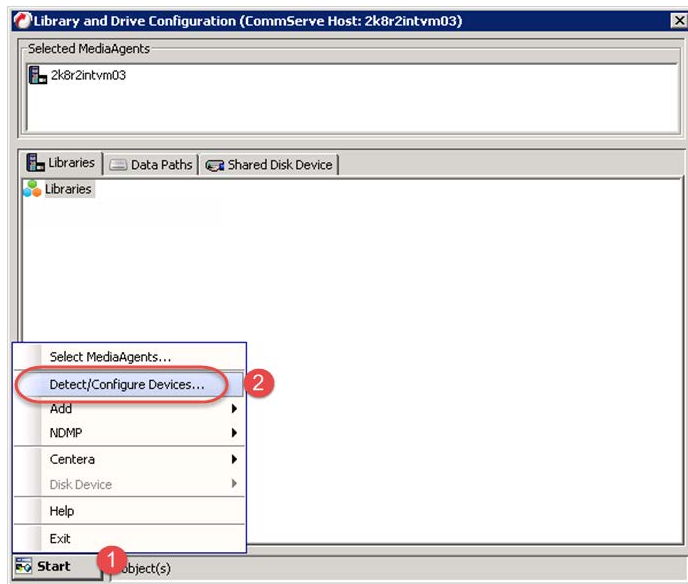 Library and Drive Configuration (CommServe Host: 2k8r2intvm03)
Selected MediaAgents
2k8r2intvm03
Libraries Data Paths Shared Disk Device
Libraries
Select MediaAgents...
Detect/Configure Devices... 2
Add
NDMP
Centera
Disk Device
Help
Exit
Start 1 object(s)